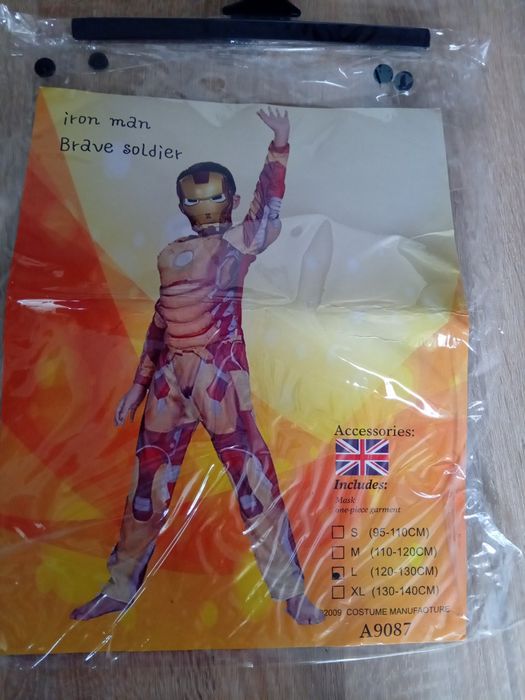 iron man
Brave soldier
Accessories:
Includes:
Mask
one-piece garment
S (95-110CM)
M (110-120CM)
L (120-130CM)
XL (130-140CM)
2009 COSTUME MANUFAOTURE
A9087